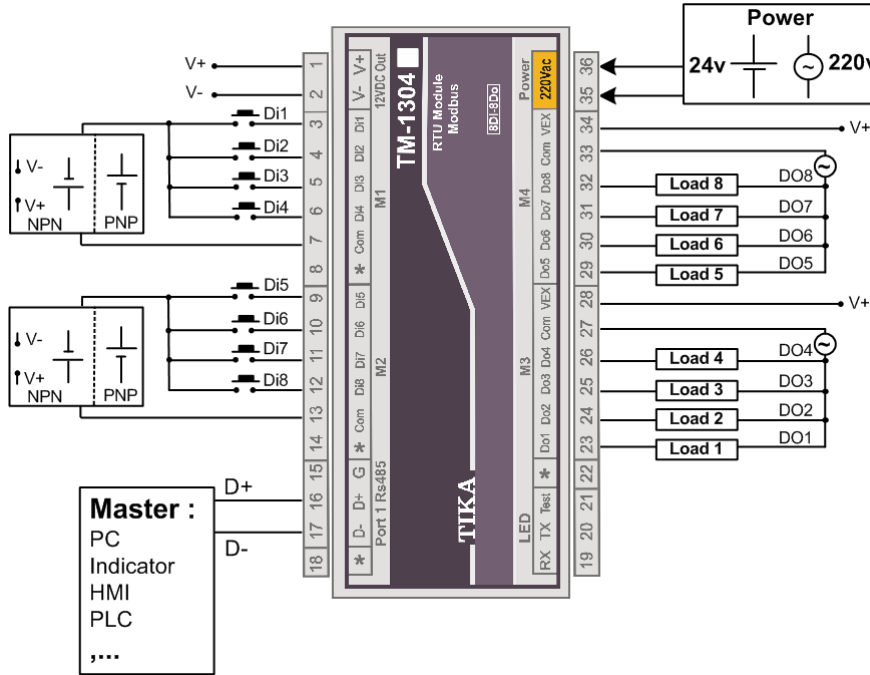 V+
V-
Di1
Di2
Di3
Di4
V-
V+
NPN
PNP
Di5
Di6
Di7
Di8
V-
V+
NPN
PNP
D+
D-
Master :
PC
Indicator
HMI
PLC
,...
1
2
3
4
5
6
7
8
9
10
11
12
13
14
15
16
17
18
V+
V-
Di1
Di2
Di3
Di4
Com
*
Di5
Di6
Di7
Di8
Com
*
G
D+
D-
*
12VDC Out
M1
M2
Port 1 Rs485
TM-1304
RTU Module
Modbus
8DI-8Do
TIKA
Power
M4
M3
LED
220Vac
VEX
Com
Do8
Do7
Do6
Do5
VEX
Com
Do4
Do3
Do2
Do1
*
Test
TX
RX
36
35
34
33
32
31
30
29
28
27
26
25
24
23
22
21
20
19
Power
24v
~
220v
V+
~
Load 8
DO8
Load 7
DO7
Load 6
DO6
Load 5
DO5
V+
~
Load 4
DO4
Load 3
DO3
Load 2
DO2
Load 1
DO1